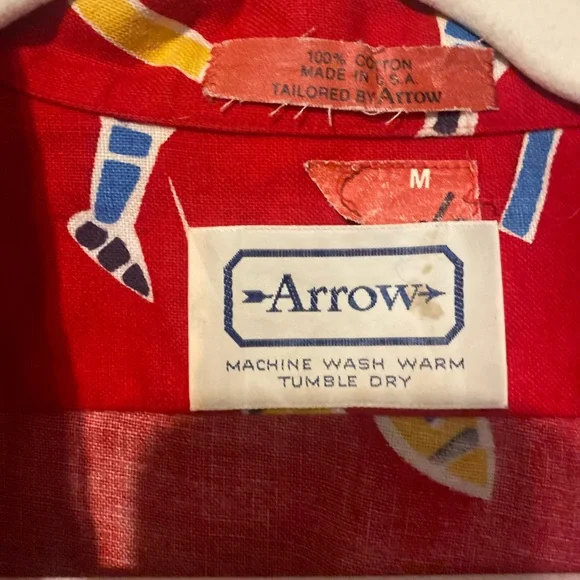 100% COTTON
MADE IN U.S.A.
TAILORED BY Arrow
M
Arrow
MACHINE WASH WARM
TUMBLE DRY